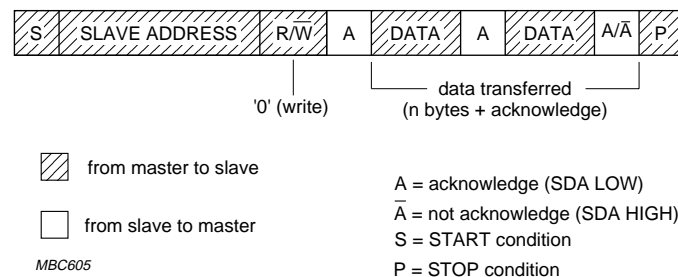 S SLAVE ADDRESS R/W̅ A DATA A DATA A/A̅ P
'0' (write)
data transferred
(n bytes + acknowledge)
from master to slave
from slave to master
A = acknowledge (SDA LOW)
A̅ = not acknowledge (SDA HIGH)
S = START condition
P = STOP condition
MBC605